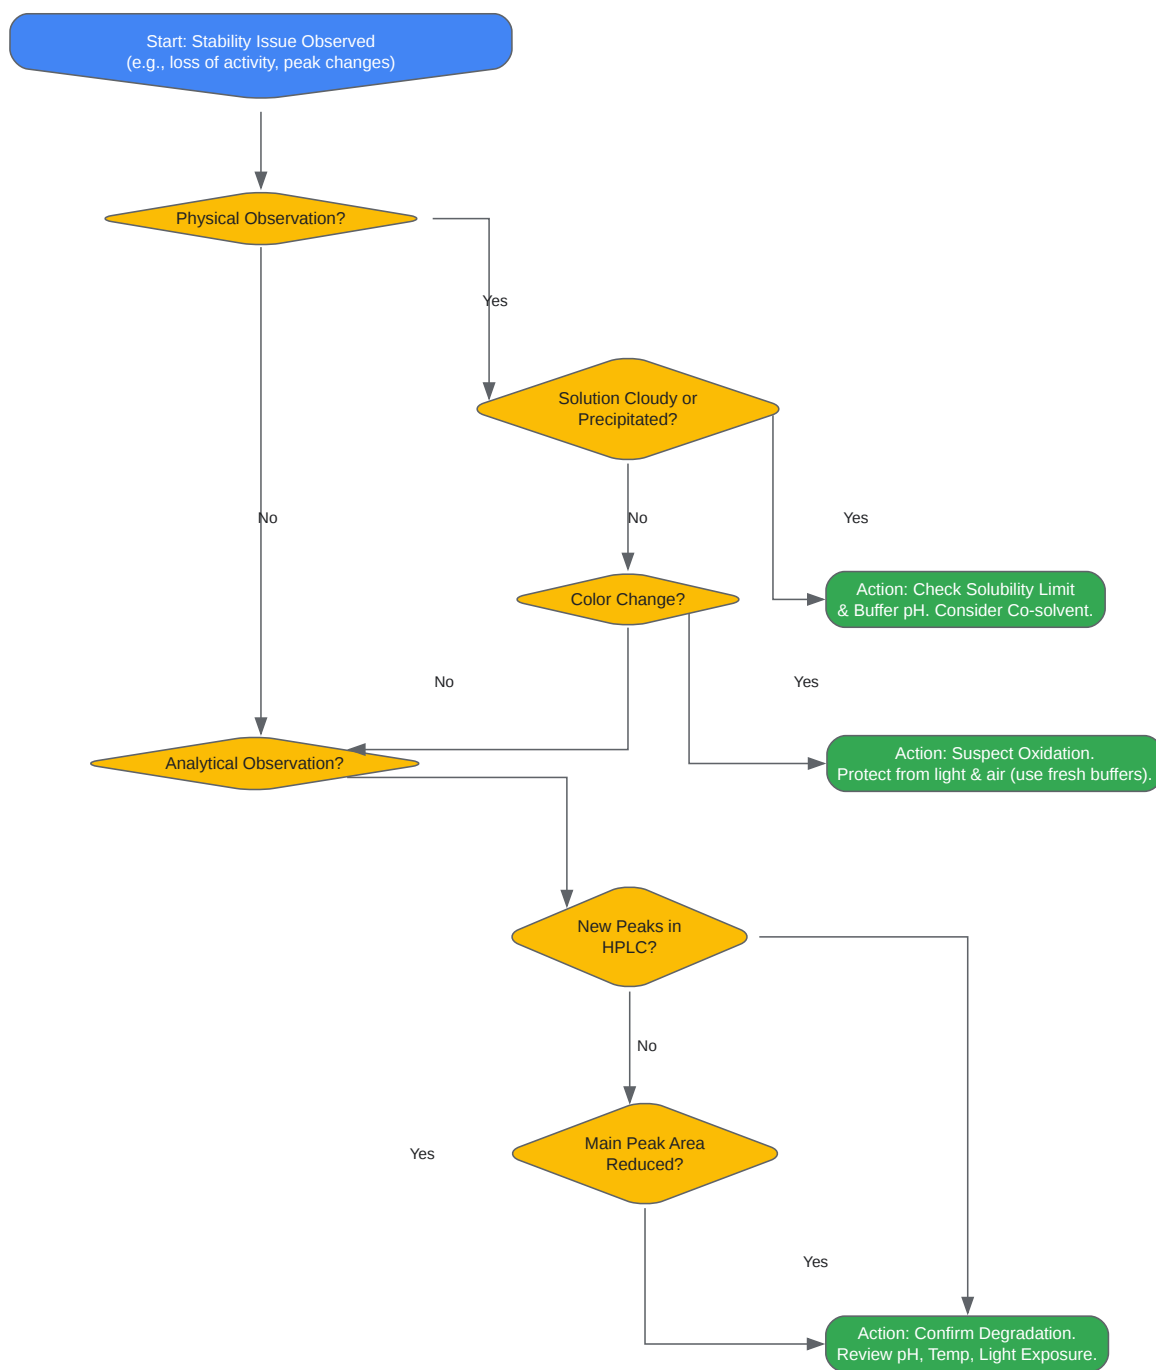 Start: Stability Issue Observed
(e.g., loss of activity, peak changes)
Physical Observation?
Yes
Solution Cloudy or
Precipitated?
No
No
Yes
Action: Check Solubility Limit
& Buffer pH. Consider Co-solvent.
Color Change?
No
Yes
Action: Suspect Oxidation.
Protect from light & air (use fresh buffers).
Analytical Observation?
New Peaks in
HPLC?
No
Main Peak Area
Reduced?
Yes
Yes
Action: Confirm Degradation.
Review pH, Temp, Light Exposure.